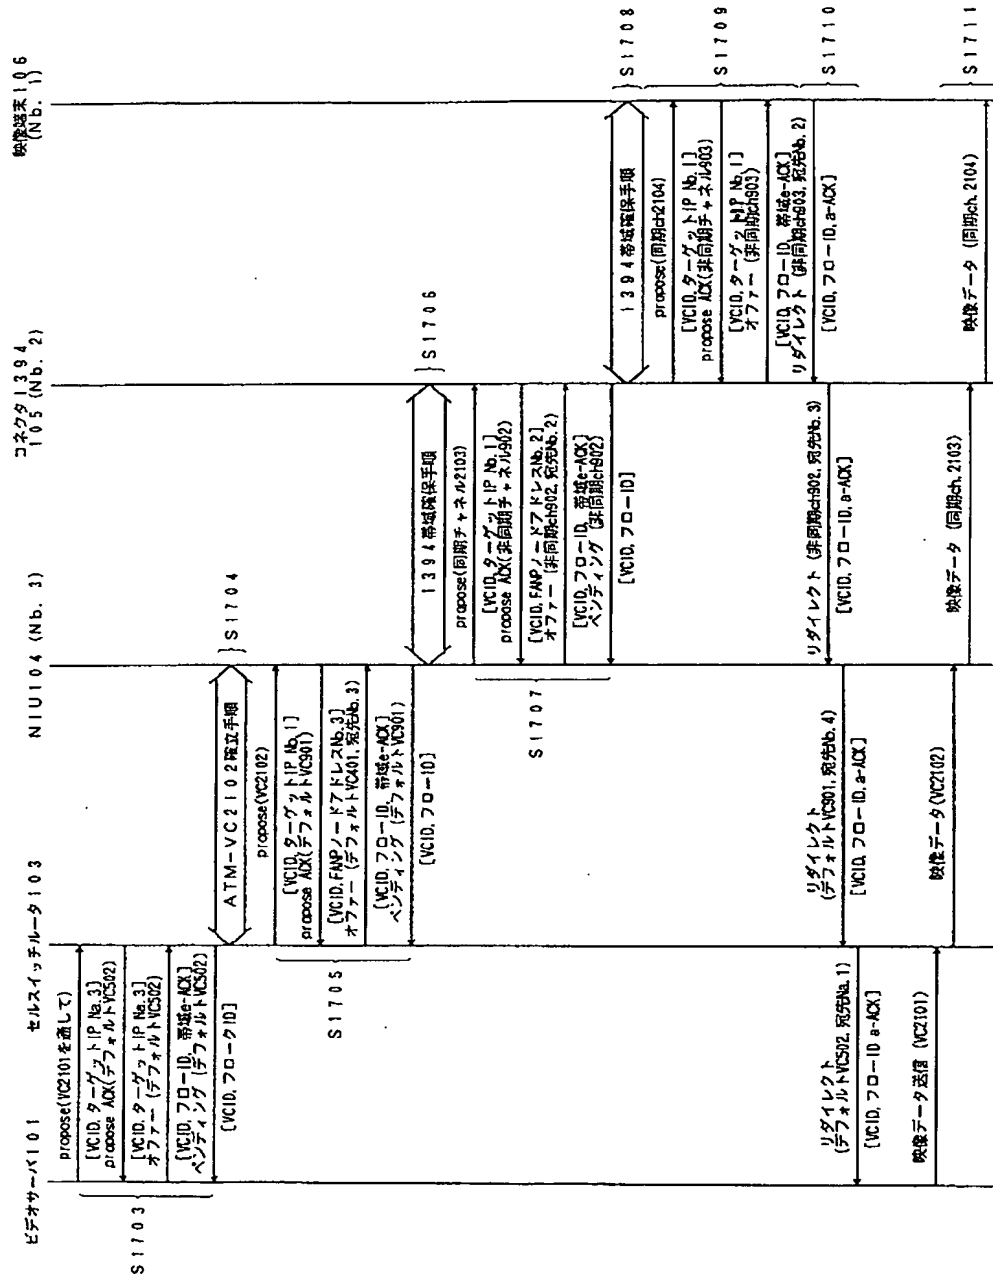 ビデオサーバ101
セルスイッチルータ103
NIU104 (Nb. 3)
コネクタ1394
105 (Nb. 2)
映像端末106
(Nb. 1)
propose(VC2101を通して)
[VCID, ターゲットIP Na.3]
propose ACK(デフォルトVC502)
[VCID, ターゲットIP Na.3]
オファー (デフォルトVC502)
[VCID, フローID, 帯域e-ACK]
ペンディング (デフォルトVC502)
[VCID, フロークID]
S1703
ATM-VC2102確立手順
S1704
propose(VC2102)
[VCID, ターゲットIP Nb.1]
propose ACK(デフォルトVC901)
[VCID, FANPノードアドレスNb.3]
オファー (デフォルトVC401, 宛先Nb.3)
[VCID, フローID, 帯域e-ACK]
ペンディング (デフォルトVC901)
[VCID, フローID]
S1705
1394帯域確保手順
S1706
propose(同期チャネル2103)
[VCID, ターゲットIP Nb.1]
propose ACK(非同期チャネル902)
[VCID, FANPノードアドレスNb.2]
オファー (非同期ch902, 宛先Nb.2)
[VCID, フローID, 帯域e-ACK]
ペンディング (非同期ch902)
[VCID, フローID]
S1707
1394帯域確保手順
S1708
propose(同期ch2104)
[VCID, ターゲットIP Nb.1]
propose ACK(非同期チャネル903)
[VCID, ターゲットIP Nb.1]
オファー (非同期ch903)
[VCID, フローID, 帯域e-ACK]
リダイレクト (非同期ch903, 宛先Nb.2)
[VCID, フローID, a-ACK]
S1709
S1710
リダイレクト (非同期ch902, 宛先Nb.3)
[VCID, フローID, a-ACK]
リダイレクト
(デフォルトVC901, 宛先Nb.4)
[VCID, フローID, a-ACK]
リダイレクト
(デフォルトVC502, 宛先Na.1)
[VCID, フローID a-ACK]
映像データ送信 (VC2101)
映像データ(VC2102)
映像データ (同期ch, 2103)
映像データ (同期ch, 2104)
S1711